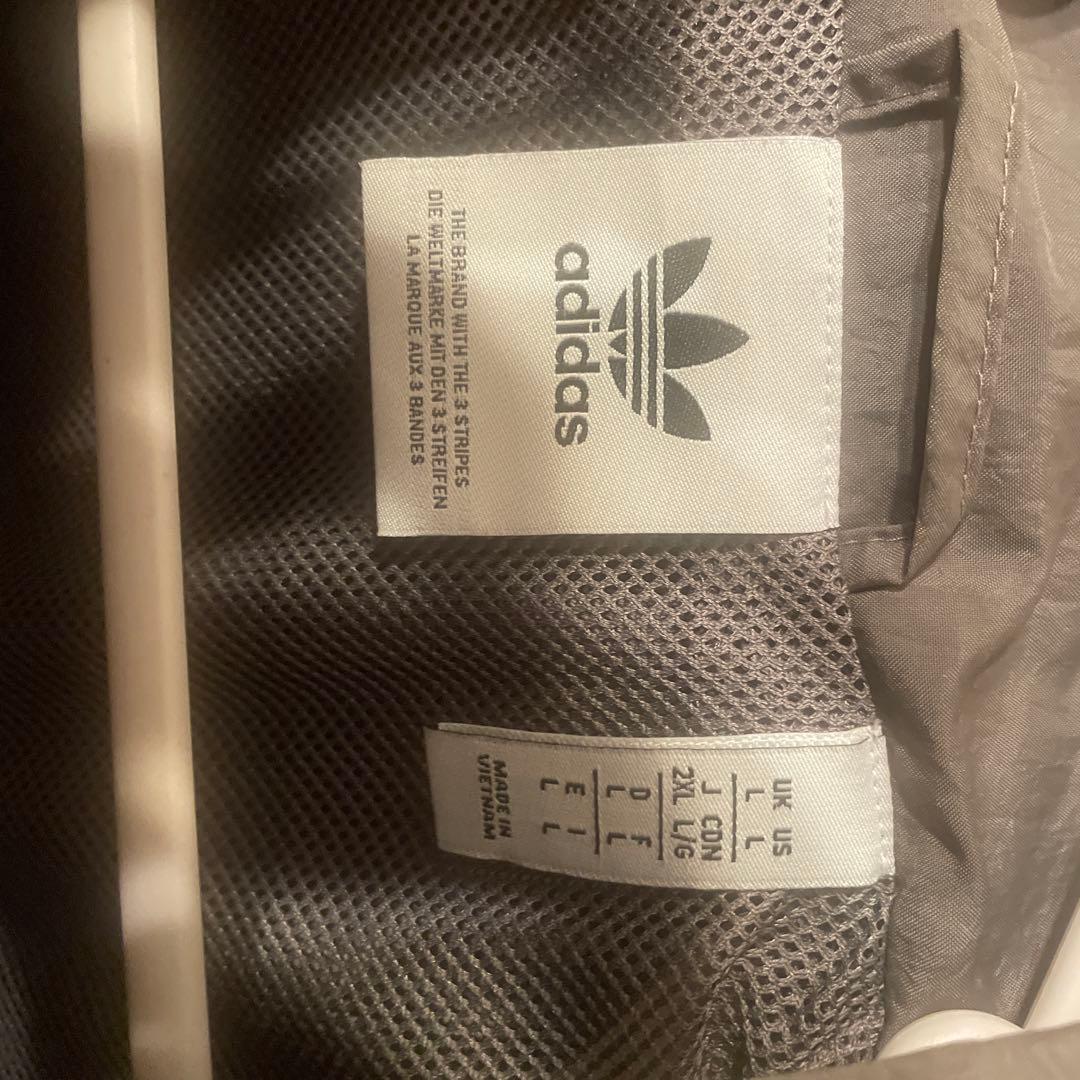 adidas
THE BRAND WITH THE 3 STRIPES
DIE WELTMARKE MIT DEN 3 STREIFEN
LA MARQUE AUX 3 BANDES
UK US
L L
J CDN
2XL L/G
D F
L L
E I
L L
MADE IN
VIETNAM